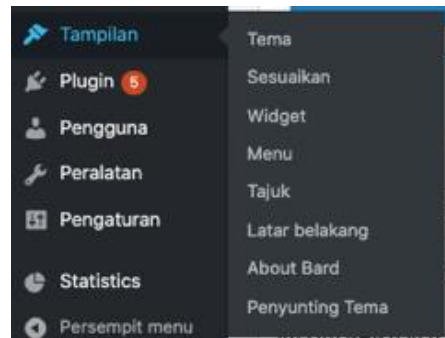 Tampilan
Plugin 5
Pengguna
Peralatan
Pengaturan
Statistics
Persempit menu
Tema
Sesuaikan
Widget
Menu
Tajuk
Latar belakang
About Bard
Penyunting Tema